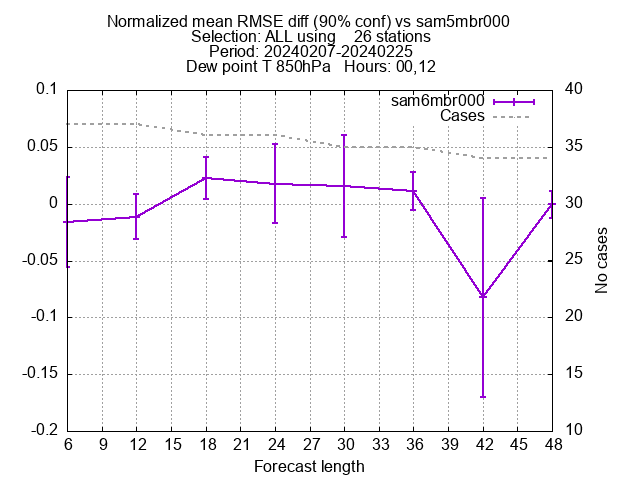 Normalized mean RMSE diff (90% conf) vs sam5mbr000
Selection: ALL using    26 stations
Period: 20240207-20240225
Dew point T 850hPa   Hours: 00,12
sam6mbr000
Cases
0.1
0.05
0
-0.05
-0.1
-0.15
-0.2
40
35
30
25
20
15
10
No cases
6 9 12 15 18 21 24 27 30 33 36 39 42 45 48
Forecast length